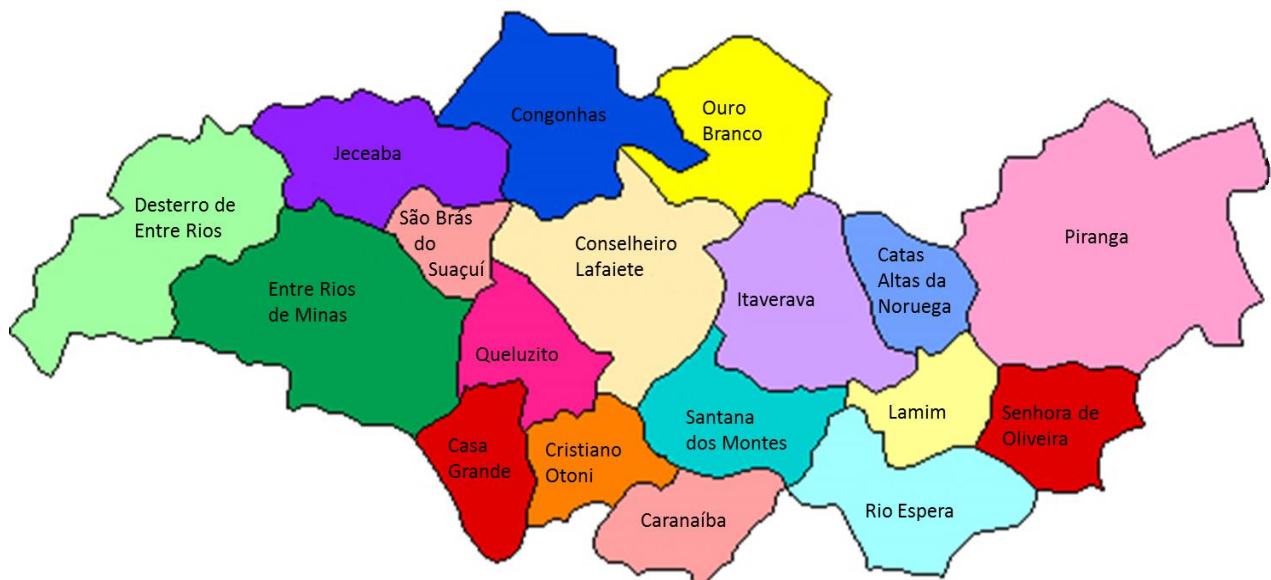 Congonhas
Ouro
Branco
Jeceaba
Desterro de
Entre Rios
São Brás
do
Suaçuí
Conselheiro
Lafaiete
Catas
Altas da
Noruega
Piranga
Entre Rios
de Minas
Itaverava
Queluzito
Santana
dos Montes
Lamim
Senhora de
Oliveira
Casa
Grande
Cristiano
Otoni
Caranaíba
Rio Espera